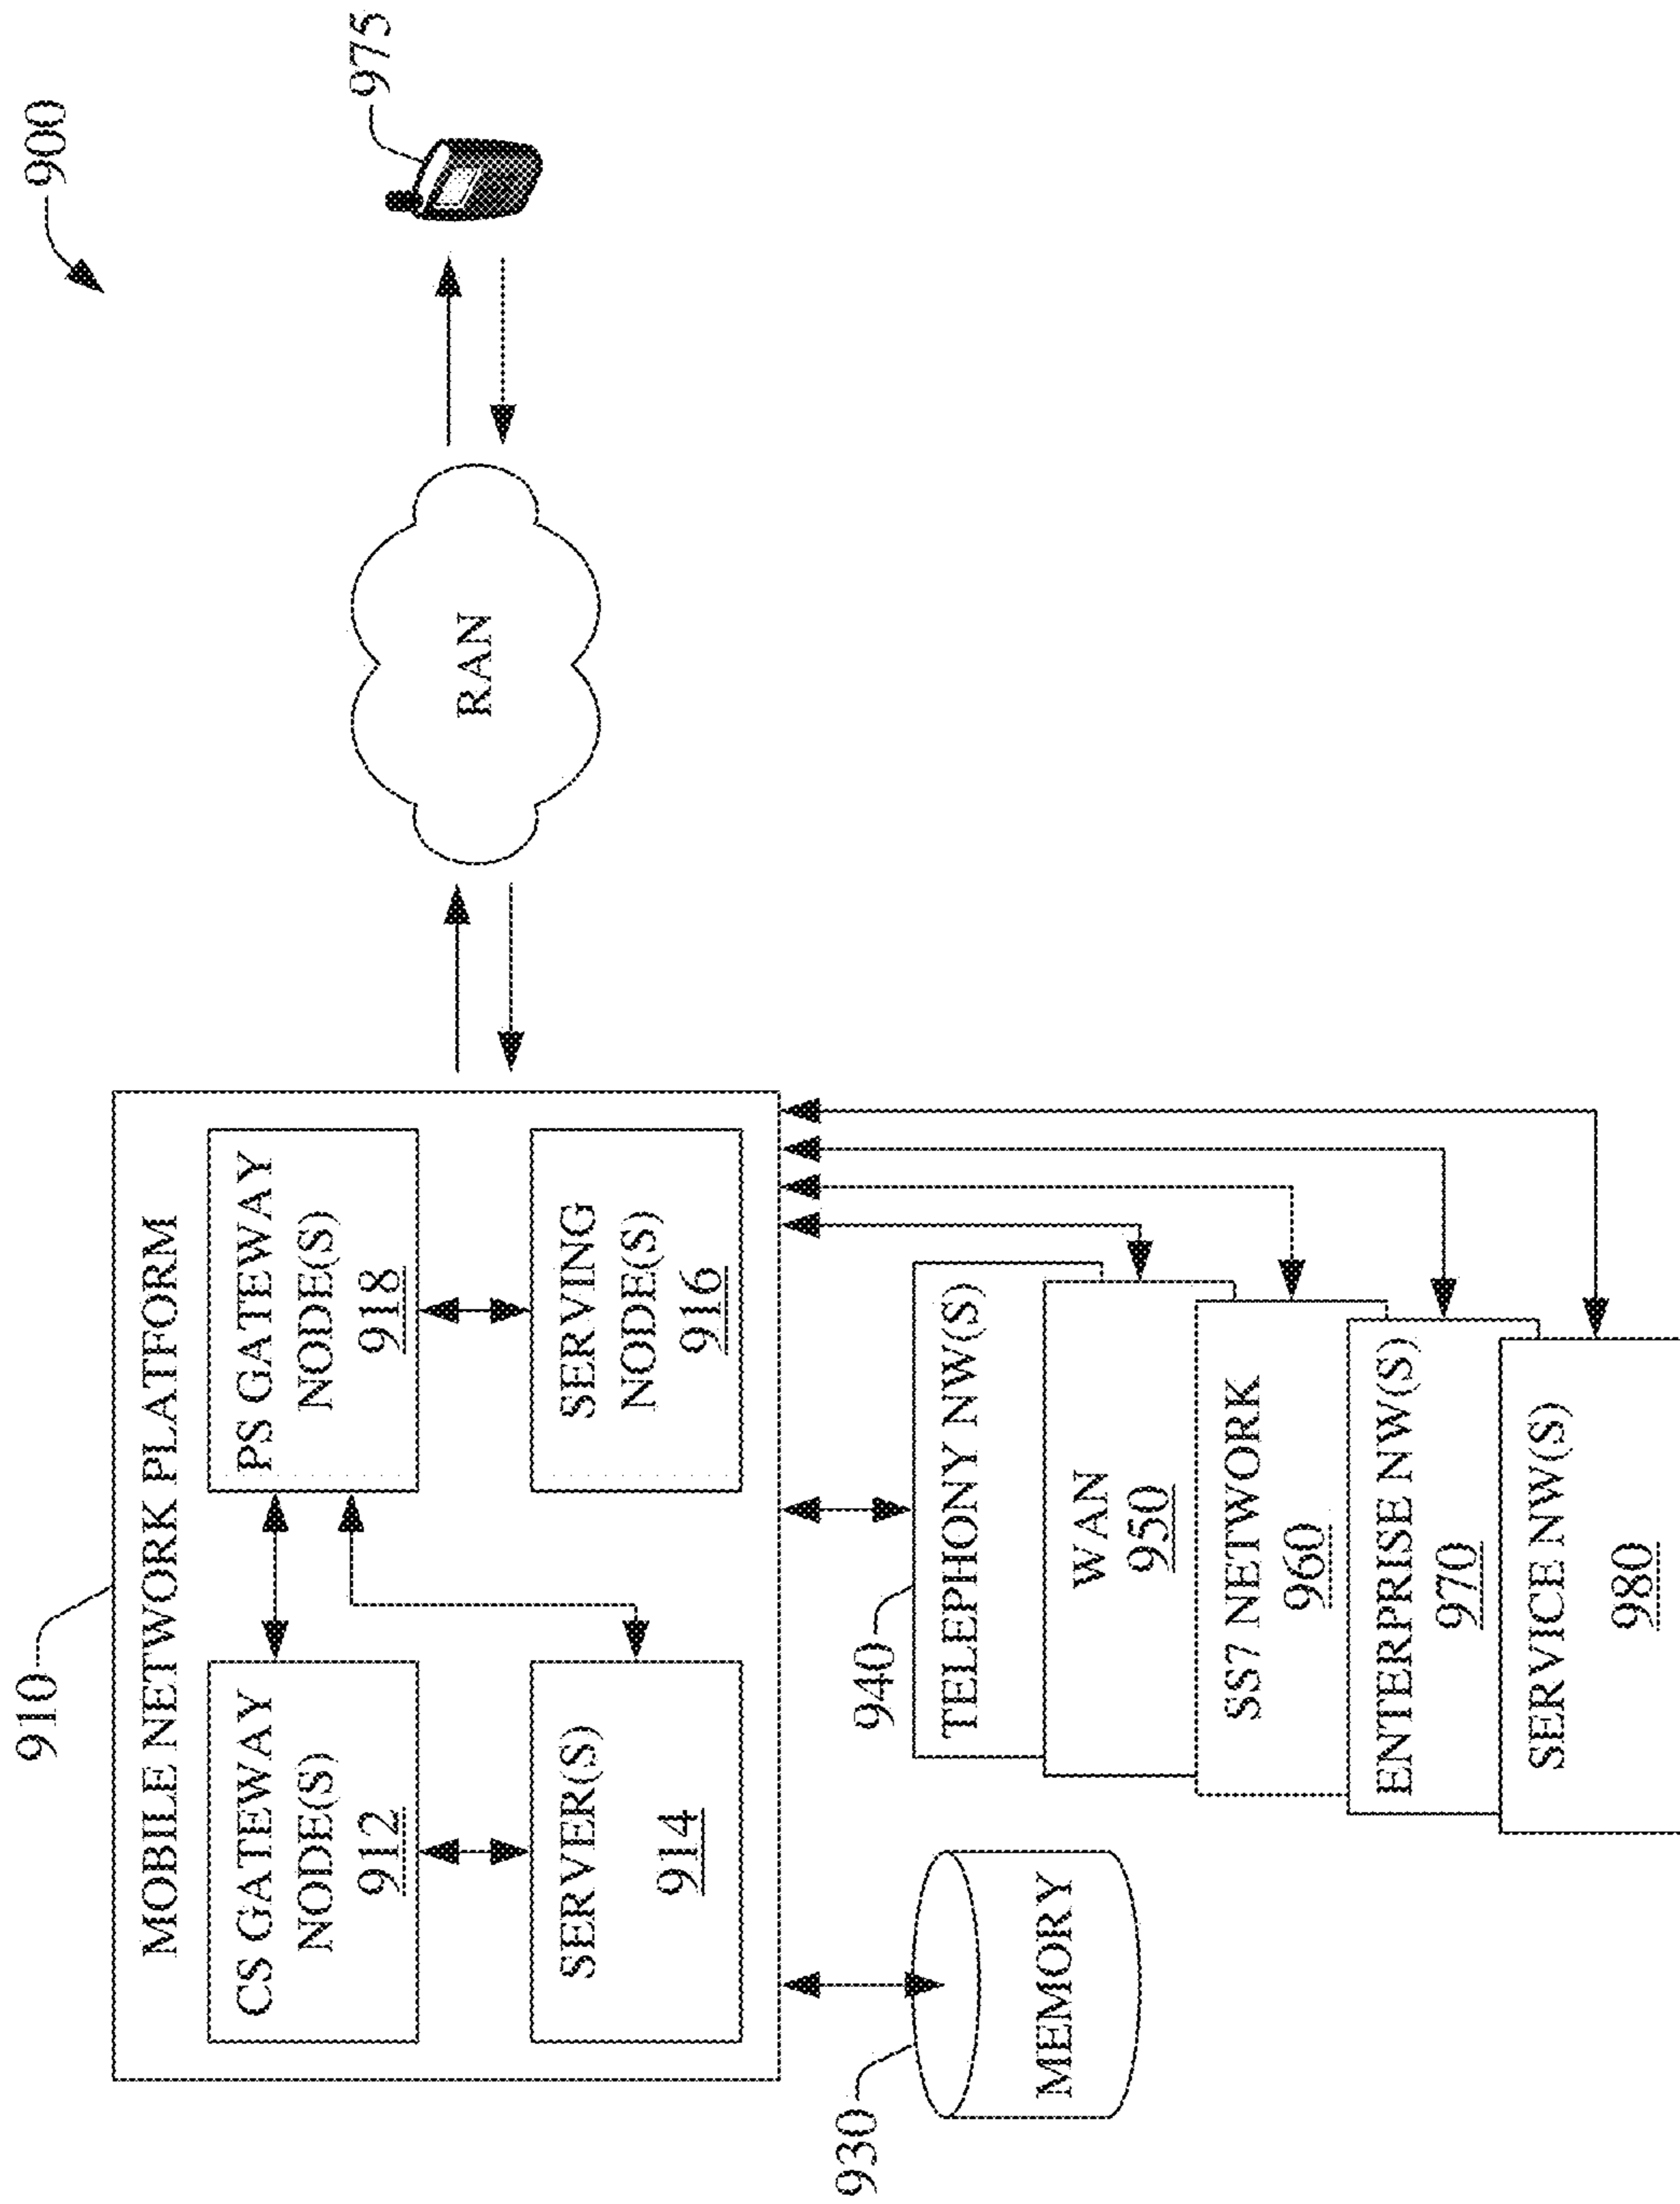 900
910
MOBILE NETWORK PLATFORM
CS GATEWAY
NODE(S)
912
PS GATEWAY
NODE(S)
918
SERVER(S)
914
SERVING
NODE(S)
916
RAN
975
930
MEMORY
940
TELEPHONY NW(S)
WAN
950
SS7 NETWORK
960
ENTERPRISE NW(S)
970
SERVICE NW(S)
980